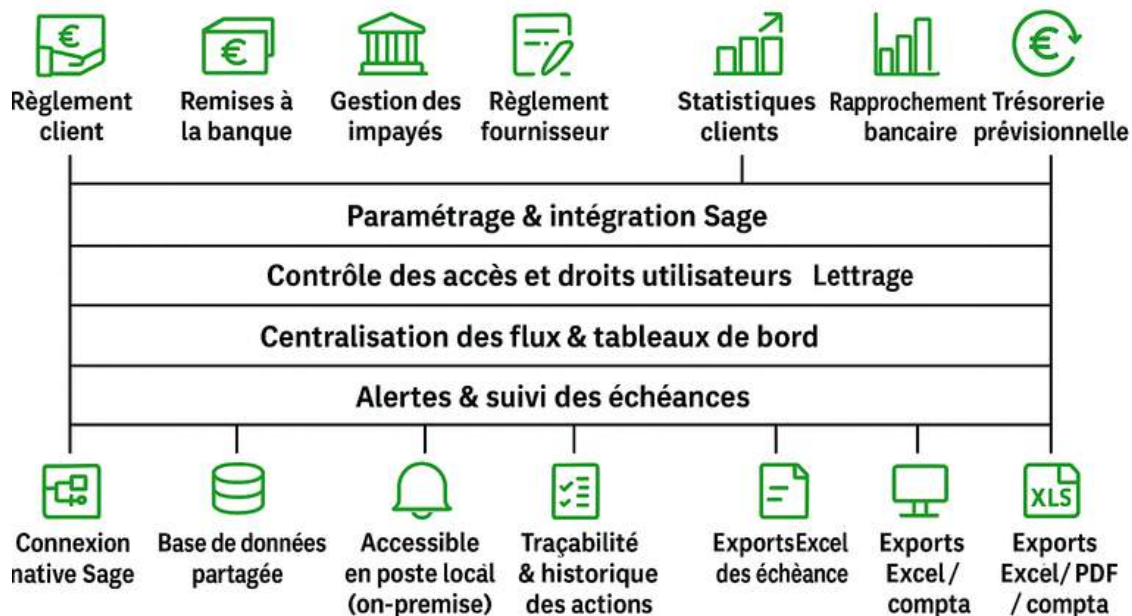 €
€
€
Règlement
client
Remises à
la banque
Gestion des
impayés
Règlement
fournisseur
Statistiques
clients
Rapprochement
bancaire
Trésorerie
prévisionnelle
Paramétrage & intégration Sage
Contrôle des accès et droits utilisateurs Lettrage
Centralisation des flux & tableaux de bord
Alertes & suivi des échéances
XLS
Connexion
native Sage
Base de données
partagée
Accessible
en poste local
(on-premise)
Traçabilité
& historique
des actions
ExportsExcel
des échèance
Exports
Excel /
compta
Exports
Excel/ PDF
/ compta